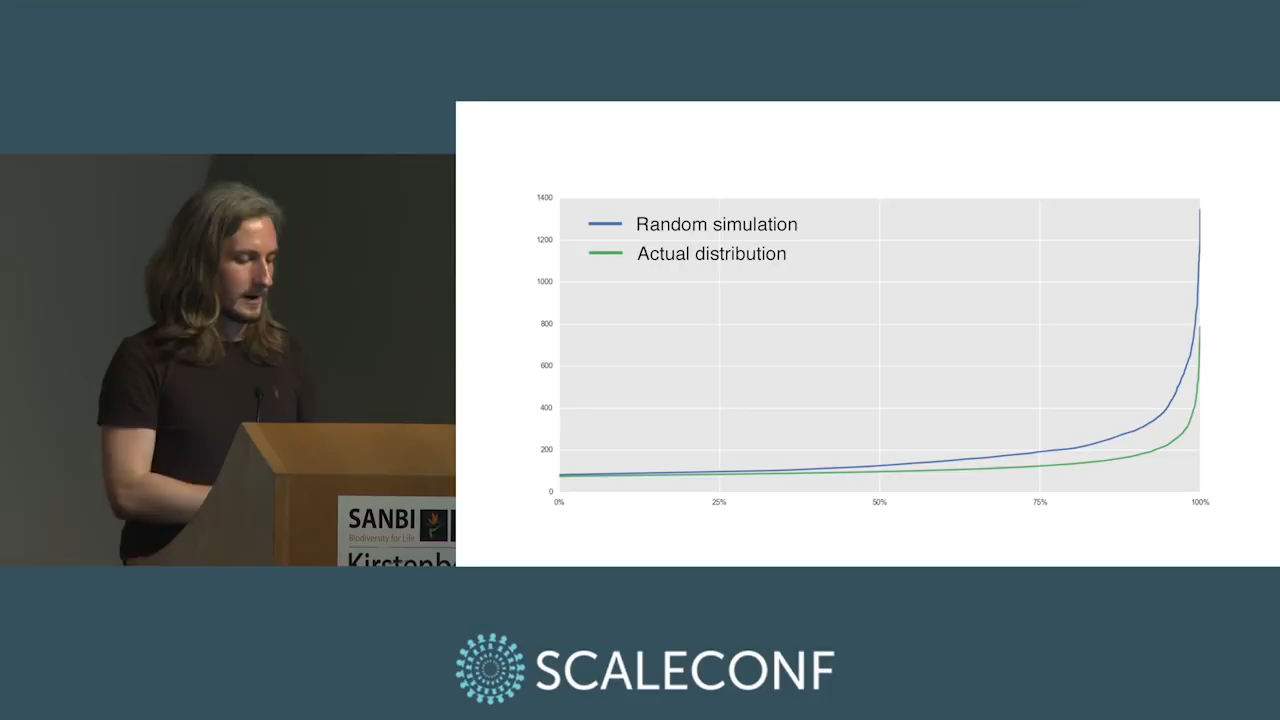 1400
1200
1000
800
600
400
200
0
Random simulation
Actual distribution
0%
25%
50%
75%
100%
SANBI
Biodiversity for Life
Kirstenb
SCALECONF